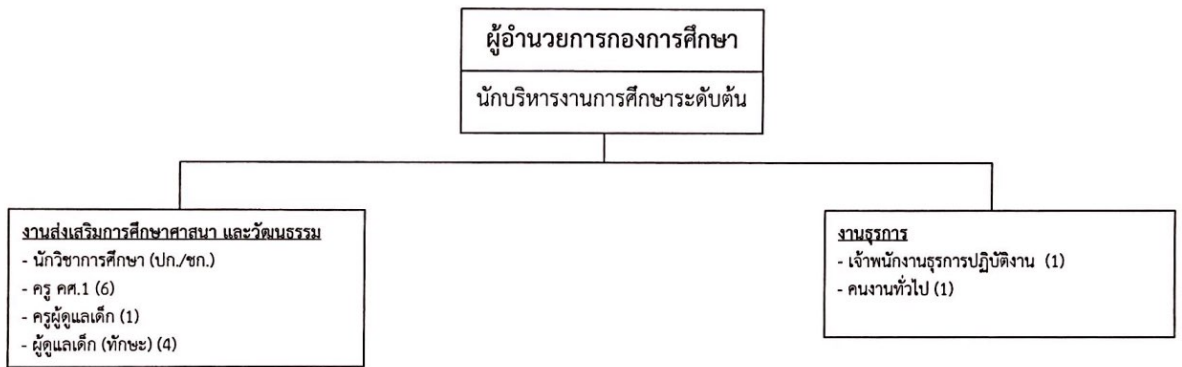 ผู้อำนวยการกองการศึกษา
นักบริหารงานการศึกษาระดับต้น
งานส่งเสริมการศึกษาศาสนา และวัฒนธรรม
- นักวิชาการศึกษา (ปก./ชก.)
- ครู คศ.1 (6)
- ครูผู้ดูแลเด็ก (1)
- ผู้ดูแลเด็ก (ทักษะ) (4)
งานธุรการ
- เจ้าพนักงานธุรการปฏิบัติงาน (1)
- คนงานทั่วไป (1)